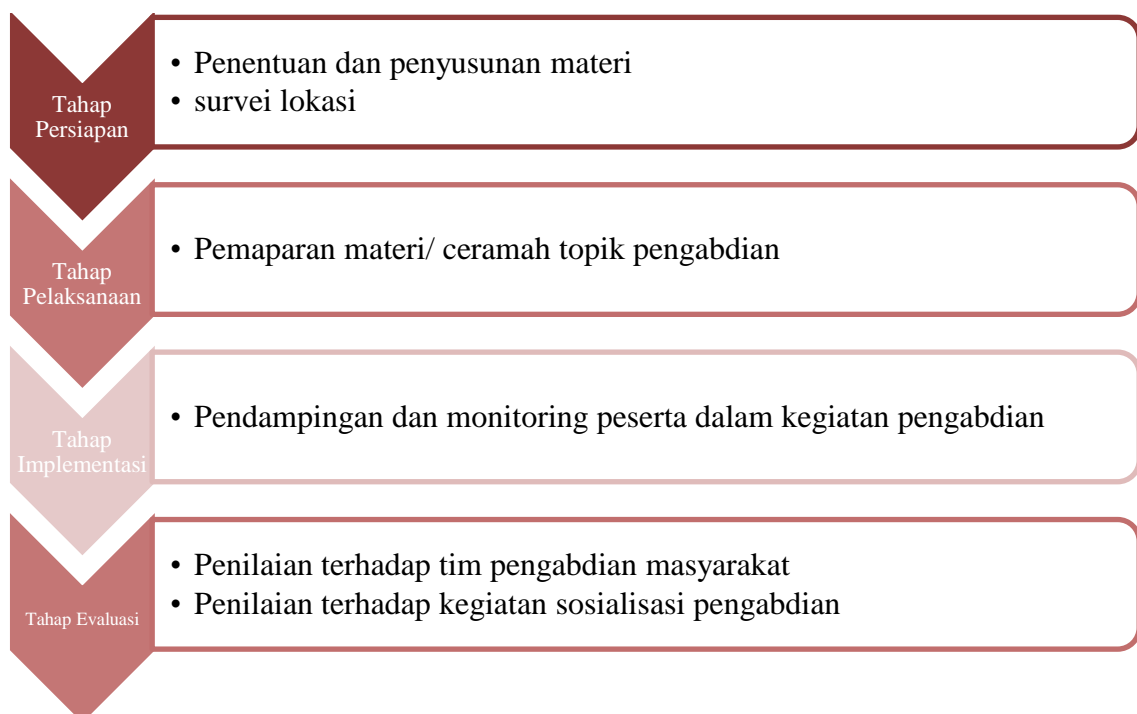 Tahap
Persiapan
• Penentuan dan penyusunan materi
• survei lokasi
Tahap
Pelaksanaan
• Pemaparan materi/ ceramah topik pengabdian
Tahap
Implementasi
• Pendampingan dan monitoring peserta dalam kegiatan pengabdian
Tahap Evaluasi
• Penilaian terhadap tim pengabdian masyarakat
• Penilaian terhadap kegiatan sosialisasi pengabdian